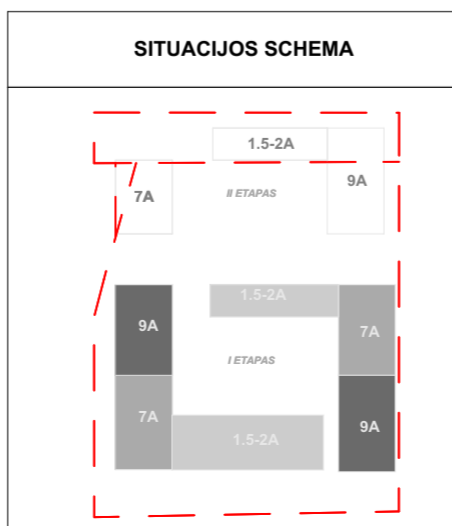 SITUACIJOS SCHEMA
1.5-2A
7A
9A
II ETAPAS
1.5-2A
9A
7A
I ETAPAS
7A
1.5-2A
9A